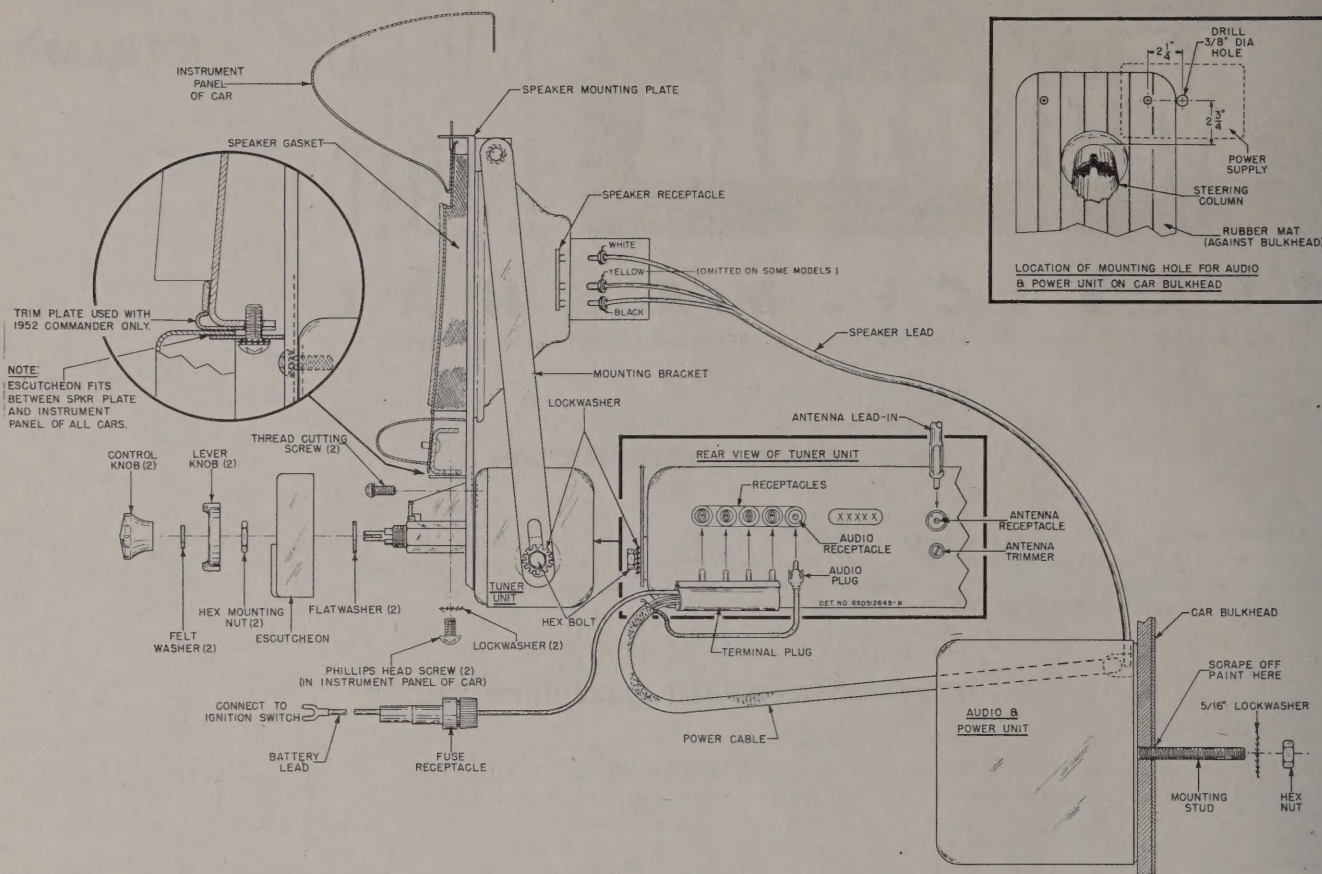 INSTRUMENT
PANEL
OF CAR
SPEAKER MOUNTING PLATE
SPEAKER GASKET
SPEAKER RECEPTACLE
WHITE
YELLOW
(OMITTED ON SOME MODELS)
BLACK
SPEAKER LEAD
DRILL
3/8" DIA
HOLE
2 1/4"
2 3/4"
POWER
SUPPLY
STEERING
COLUMN
RUBBER MAT
(AGAINST BULKHEAD)
LOCATION OF MOUNTING HOLE FOR AUDIO
& POWER UNIT ON CAR BULKHEAD
TRIM PLATE USED WITH
1952 COMMANDER ONLY.
NOTE:
ESCUTCHEON FITS
BETWEEN SPKR PLATE
AND INSTRUMENT
PANEL OF ALL CARS.
MOUNTING BRACKET
LOCKWASHER
THREAD CUTTING
SCREW (2)
CONTROL
KNOB (2)
LEVER
KNOB (2)
FELT
WASHER (2)
HEX MOUNTING
NUT (2)
ESCUTCHEON
FLATWASHER (2)
TUNER
UNIT
HEX BOLT
LOCKWASHER (2)
PHILLIPS HEAD SCREW (2)
(IN INSTRUMENT PANEL OF CAR)
ANTENNA LEAD-IN
REAR VIEW OF TUNER UNIT
RECEPTACLES
XXXXX
AUDIO
RECEPTACLE
ANTENNA
RECEPTACLE
ANTENNA
TRIMMER
AUDIO
PLUG
DET. NO. 69D512649-B
TERMINAL PLUG
CONNECT TO
IGNITION SWITCH
BATTERY
LEAD
FUSE
RECEPTACLE
POWER CABLE
AUDIO &
POWER UNIT
CAR BULKHEAD
SCRAPE OFF
PAINT HERE
5/16" LOCKWASHER
MOUNTING
STUD
HEX
NUT